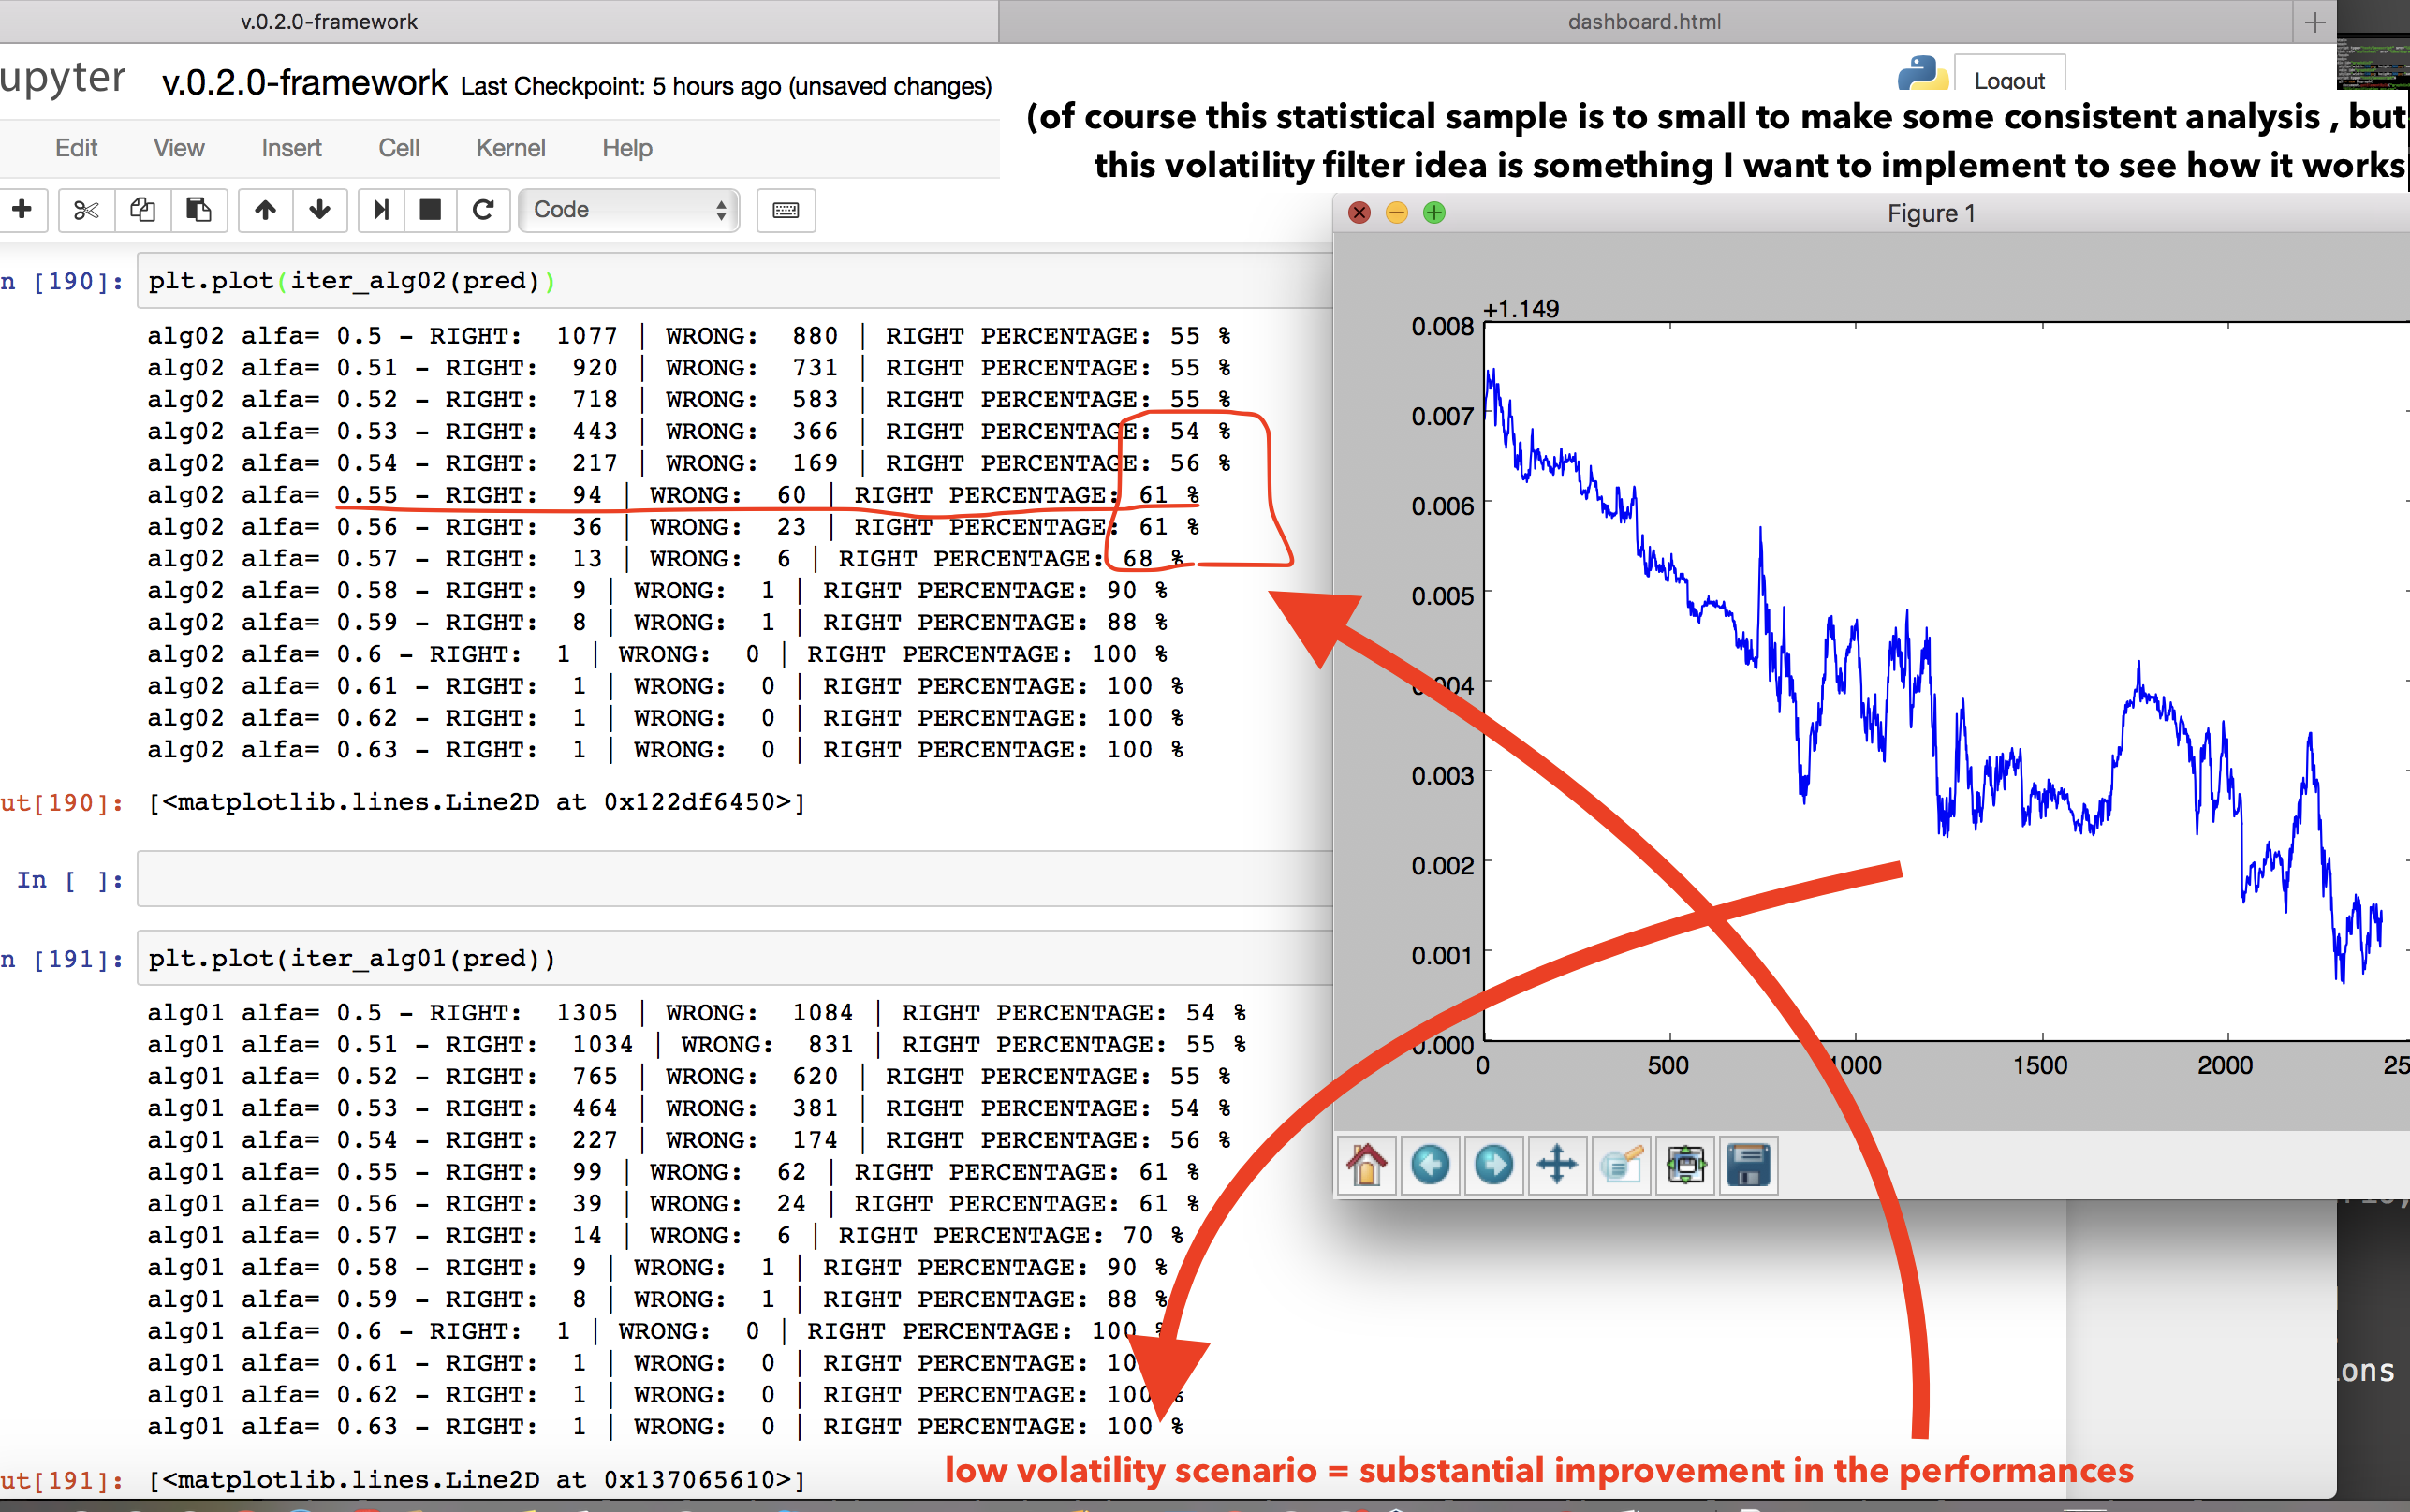 v.0.2.0-framework
dashboard.html
upyter v.0.2.0-framework Last Checkpoint: 5 hours ago (unsaved changes)
Logout
(of course this statistical sample is to small to make some consistent analysis , but
this volatility filter idea is something I want to implement to see how it works
Edit View Insert Cell Kernel Help
Code
Figure 1
n [190]: plt.plot(iter_alg02(pred))
alg02 alfa= 0.5 - RIGHT: 1077 | WRONG: 880 | RIGHT PERCENTAGE: 55 %
alg02 alfa= 0.51 - RIGHT: 920 | WRONG: 731 | RIGHT PERCENTAGE: 55 %
alg02 alfa= 0.52 - RIGHT: 718 | WRONG: 583 | RIGHT PERCENTAGE: 55 %
alg02 alfa= 0.53 - RIGHT: 443 | WRONG: 366 | RIGHT PERCENTAGE: 54 %
alg02 alfa= 0.54 - RIGHT: 217 | WRONG: 169 | RIGHT PERCENTAGE: 56 %
alg02 alfa= 0.55 - RIGHT: 94 | WRONG: 60 | RIGHT PERCENTAGE: 61 %
alg02 alfa= 0.56 - RIGHT: 36 | WRONG: 23 | RIGHT PERCENTAGE: 61 %
alg02 alfa= 0.57 - RIGHT: 13 | WRONG: 6 | RIGHT PERCENTAGE: 68 %
alg02 alfa= 0.58 - RIGHT: 9 | WRONG: 1 | RIGHT PERCENTAGE: 90 %
alg02 alfa= 0.59 - RIGHT: 8 | WRONG: 1 | RIGHT PERCENTAGE: 88 %
alg02 alfa= 0.6 - RIGHT: 1 | WRONG: 0 | RIGHT PERCENTAGE: 100 %
alg02 alfa= 0.61 - RIGHT: 1 | WRONG: 0 | RIGHT PERCENTAGE: 100 %
alg02 alfa= 0.62 - RIGHT: 1 | WRONG: 0 | RIGHT PERCENTAGE: 100 %
alg02 alfa= 0.63 - RIGHT: 1 | WRONG: 0 | RIGHT PERCENTAGE: 100 %
ut[190]: [<matplotlib.lines.Line2D at 0x122df6450>]
In [ ]:
n [191]: plt.plot(iter_alg01(pred))
alg01 alfa= 0.5 - RIGHT: 1305 | WRONG: 1084 | RIGHT PERCENTAGE: 54 %
alg01 alfa= 0.51 - RIGHT: 1034 | WRONG: 831 | RIGHT PERCENTAGE: 55 %
alg01 alfa= 0.52 - RIGHT: 765 | WRONG: 620 | RIGHT PERCENTAGE: 55 %
alg01 alfa= 0.53 - RIGHT: 464 | WRONG: 381 | RIGHT PERCENTAGE: 54 %
alg01 alfa= 0.54 - RIGHT: 227 | WRONG: 174 | RIGHT PERCENTAGE: 56 %
alg01 alfa= 0.55 - RIGHT: 99 | WRONG: 62 | RIGHT PERCENTAGE: 61 %
alg01 alfa= 0.56 - RIGHT: 39 | WRONG: 24 | RIGHT PERCENTAGE: 61 %
alg01 alfa= 0.57 - RIGHT: 14 | WRONG: 6 | RIGHT PERCENTAGE: 70 %
alg01 alfa= 0.58 - RIGHT: 9 | WRONG: 1 | RIGHT PERCENTAGE: 90 %
alg01 alfa= 0.59 - RIGHT: 8 | WRONG: 1 | RIGHT PERCENTAGE: 88 %
alg01 alfa= 0.6 - RIGHT: 1 | WRONG: 0 | RIGHT PERCENTAGE: 100 %
alg01 alfa= 0.61 - RIGHT: 1 | WRONG: 0 | RIGHT PERCENTAGE: 10
alg01 alfa= 0.62 - RIGHT: 1 | WRONG: 0 | RIGHT PERCENTAGE: 100 %
alg01 alfa= 0.63 - RIGHT: 1 | WRONG: 0 | RIGHT PERCENTAGE: 100 %
ut[191]: [<matplotlib.lines.Line2D at 0x137065610>]
+1.149
0.008
0.007
0.006
0.005
0.004
0.003
0.002
0.001
0.000
0 500 1000 1500 2000 25
ons
low volatility scenario = substantial improvement in the performances